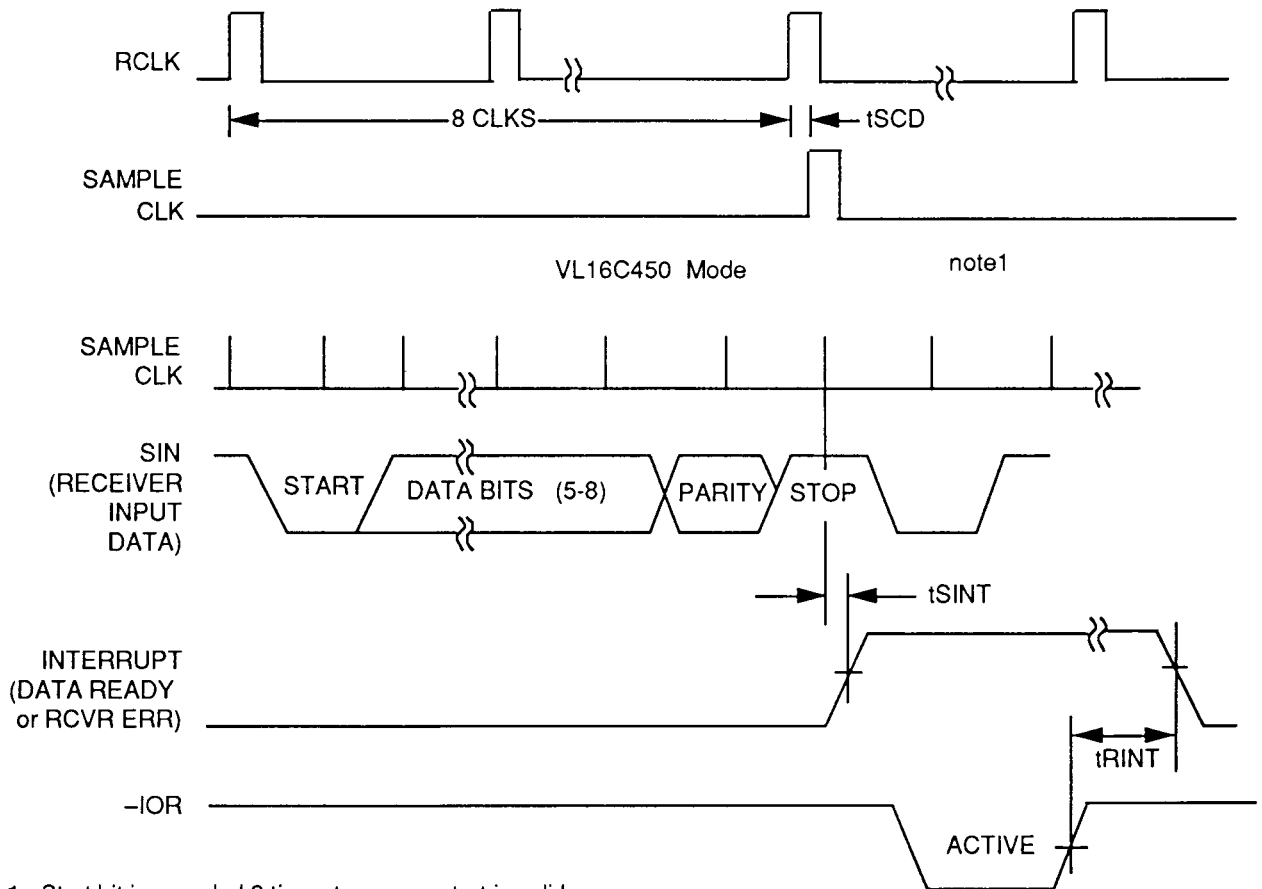 RCLK
8 CLKS
tSCD
SAMPLE
CLK
VL16C450 Mode
note1
SAMPLE
CLK
SIN
(RECEIVER
INPUT
DATA)
START
DATA BITS (5-8)
PARITY
STOP
tSINT
INTERRUPT
(DATA READY
or RCVR ERR)
tRINT
–IOR
ACTIVE